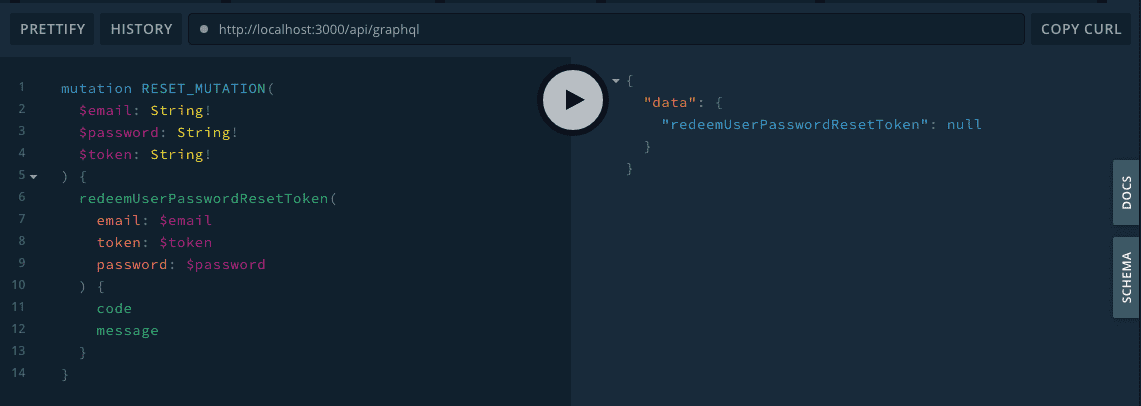 PRETTIFY HISTORY http://localhost:3000/api/graphql COPY CURL
1 mutation RESET_MUTATION(
2 $email: String!
3 $password: String!
4 $token: String!
5 ) {
6 redeemUserPasswordResetToken(
7 email: $email
8 token: $token
9 password: $password
10 ) {
11 code
12 message
13 }
14 }
{
"data": {
"redeemUserPasswordResetToken": null
}
}
DOCS
SCHEMA